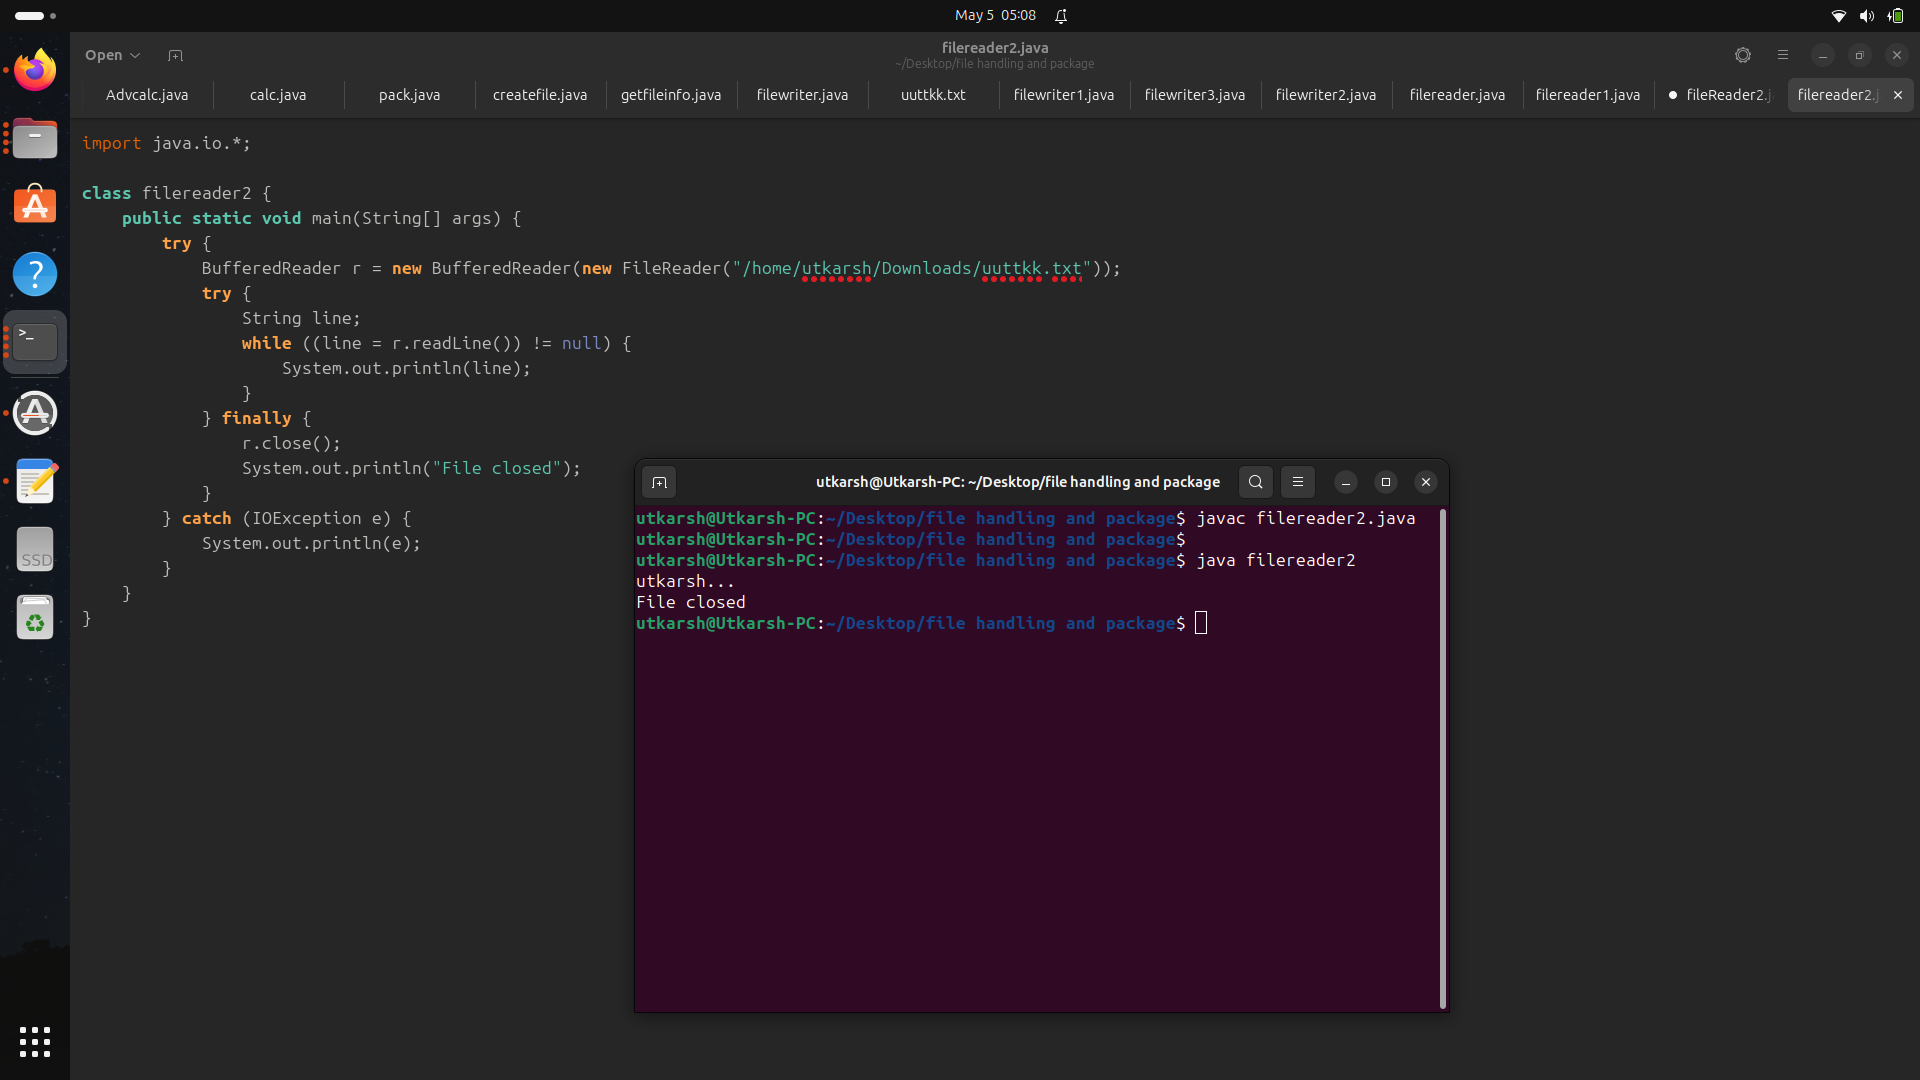 May 5 05:08
Open
filereader2.java
~/Desktop/file handling and package
Advcalc.java calc.java pack.java createfile.java getfileinfo.java filewriter.java uuttkk.txt filewriter1.java filewriter3.java filewriter2.java filereader.java filereader1.java fileReader2.j filereader2.j
import java.io.*;
class filereader2 {
public static void main(String[] args) {
try {
BufferedReader r = new BufferedReader(new FileReader("/home/utkarsh/Downloads/uuttkk.txt"));
try {
String line;
while ((line = r.readLine()) != null) {
System.out.println(line);
}
} finally {
r.close();
System.out.println("File closed");
}
} catch (IOException e) {
System.out.println(e);
}
}
}
utkarsh@Utkarsh-PC: ~/Desktop/file handling and package
utkarsh@Utkarsh-PC:~/Desktop/file handling and package$ javac filereader2.java
utkarsh@Utkarsh-PC:~/Desktop/file handling and package$
utkarsh@Utkarsh-PC:~/Desktop/file handling and package$ java filereader2
utkarsh...
File closed
utkarsh@Utkarsh-PC:~/Desktop/file handling and package$
SSD